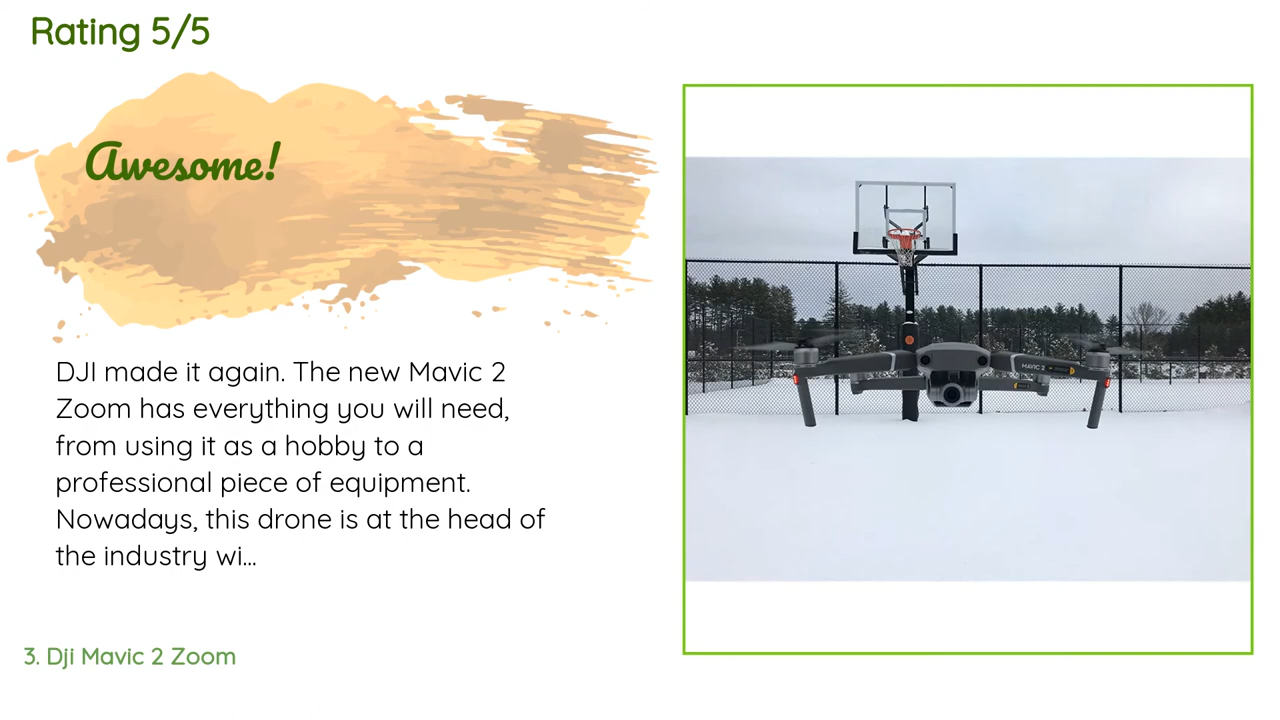 Rating 5/5
Awesome!
DJI made it again. The new Mavic 2
Zoom has everything you will need,
from using it as a hobby to a
professional piece of equipment.
Nowadays, this drone is at the head of
the industry wi...
MAVIC 2
3. Dji Mavic 2 Zoom